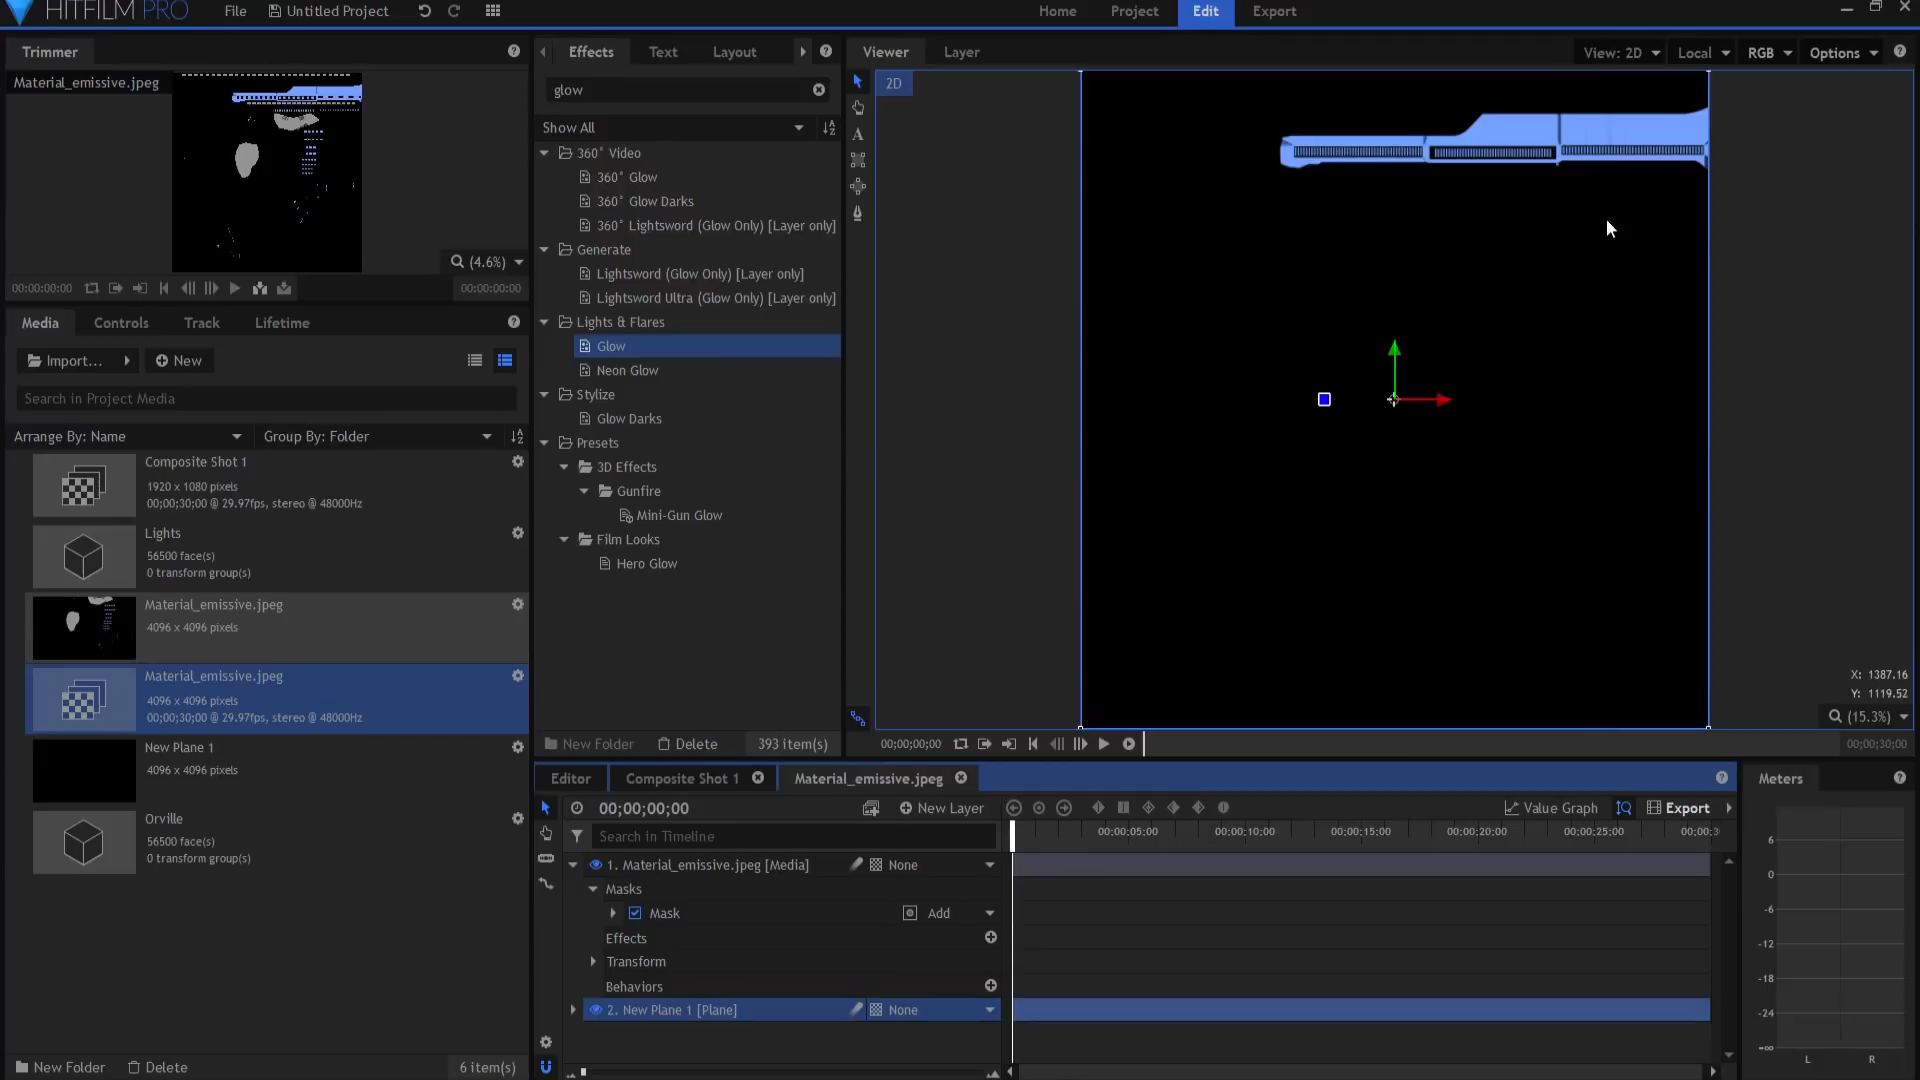 HITFILM PRO
File
Untitled Project
Home
Project
Edit
Export
Trimmer
Material_emissive.jpeg
(4.6%)
00:00:00:00
00:00:00:00
Media
Controls
Track
Lifetime
Import...
New
Search in Project Media
Arrange By: Name
Group By: Folder
Composite Shot 1
1920 x 1080 pixels
00;00;30;00 @ 29.97fps, stereo @ 48000Hz
Lights
56500 face(s)
0 transform group(s)
Material_emissive.jpeg
4096 x 4096 pixels
Material_emissive.jpeg
4096 x 4096 pixels
00;00;30;00 @ 29.97fps, stereo @ 48000Hz
New Plane 1
4096 x 4096 pixels
Orville
56500 face(s)
0 transform group(s)
New Folder
Delete
6 item(s)
Effects
Text
Layout
glow
Show All
360° Video
360° Glow
360° Glow Darks
360° Lightsword (Glow Only) [Layer only]
Generate
Lightsword (Glow Only) [Layer only]
Lightsword Ultra (Glow Only) [Layer only]
Lights & Flares
Glow
Neon Glow
Stylize
Glow Darks
Presets
3D Effects
Gunfire
Mini-Gun Glow
Film Looks
Hero Glow
New Folder
Delete
393 item(s)
Viewer
Layer
View: 2D
Local
RGB
Options
2D
A
X: 1387.16
Y: 1119.52
(15.3%)
00;00;00;00
00;00;30;00
Editor
Composite Shot 1
Material_emissive.jpeg
00;00;00;00
New Layer
Value Graph
Export
Search in Timeline
00:00:05:00
00:00:10:00
00:00:15:00
00:00:20:00
00:00:25:00
00:00:3
1. Material_emissive.jpeg [Media]
None
Masks
Mask
Add
Effects
Transform
Behaviors
2. New Plane 1 [Plane]
None
Meters
6
0
-6
-12
-18
-24
-∞
L
R